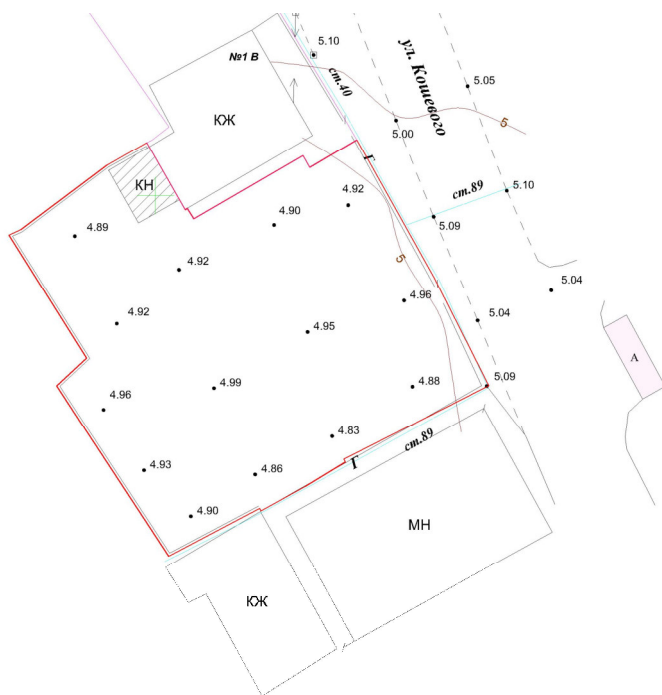 5.10
№1 В
ст.40
ул. Кошевого
5.05
КЖ
5.00
5
Г
КН
ст.89
5.10
4.92
4.90
5.09
4.89
4.92
5
5.04
4.96
4.92
4.95
5.04
А
4.99
4.88
5.09
4.96
4.83
ст.89
Г
4.93
4.86
4.90
МН
КЖ